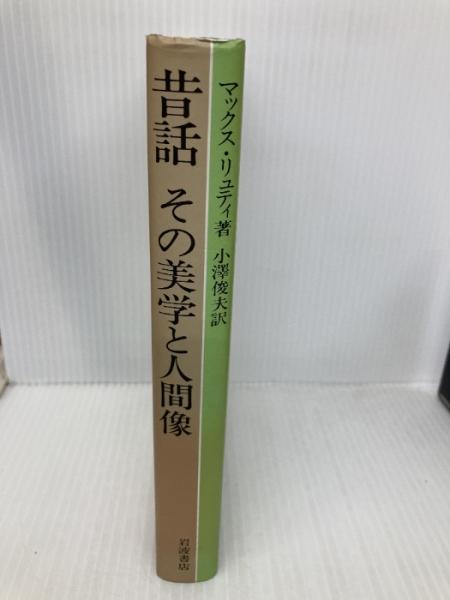 昔話 その美学と人間像
マックス・リュティ著 小澤俊夫訳
岩波書店